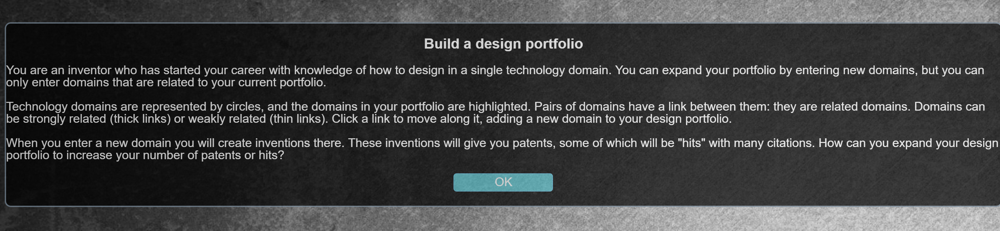 Build a design portfolio
You are an inventor who has started your career with knowledge of how to design in a single technology domain. You can expand your portfolio by entering new domains, but you can
only enter domains that are related to your current portfolio.
Technology domains are represented by circles, and the domains in your portfolio are highlighted. Pairs of domains have a link between them: they are related domains. Domains can
be strongly related (thick links) or weakly related (thin links). Click a link to move along it, adding a new domain to your design portfolio.
When you enter a new domain you will create inventions there. These inventions will give you patents, some of which will be "hits" with many citations. How can you expand your design
portfolio to increase your number of patents or hits?
OK